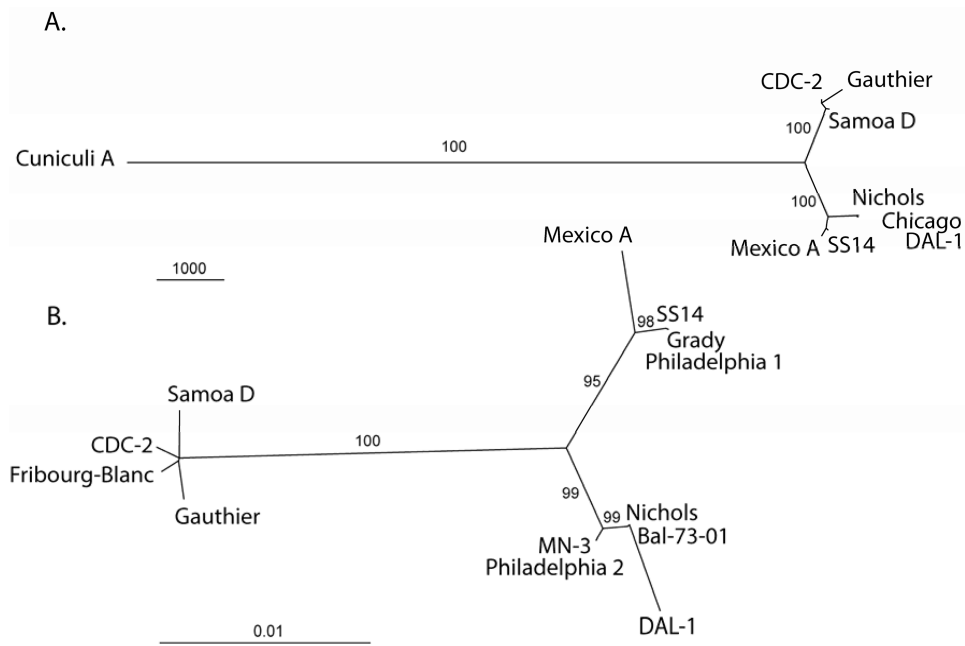 A.
CDC-2 Gauthier
100 Samoa D
Cuniculi A 100
100 Nichols
Chicago
Mexico A SS14 DAL-1
1000
B.
Mexico A
98 SS14
Grady
Philadelphia 1
95
Samoa D
CDC-2 100
Fribourg-Blanc
Gauthier
99
99 Nichols
MN-3 Bal-73-01
Philadelphia 2
DAL-1
0.01